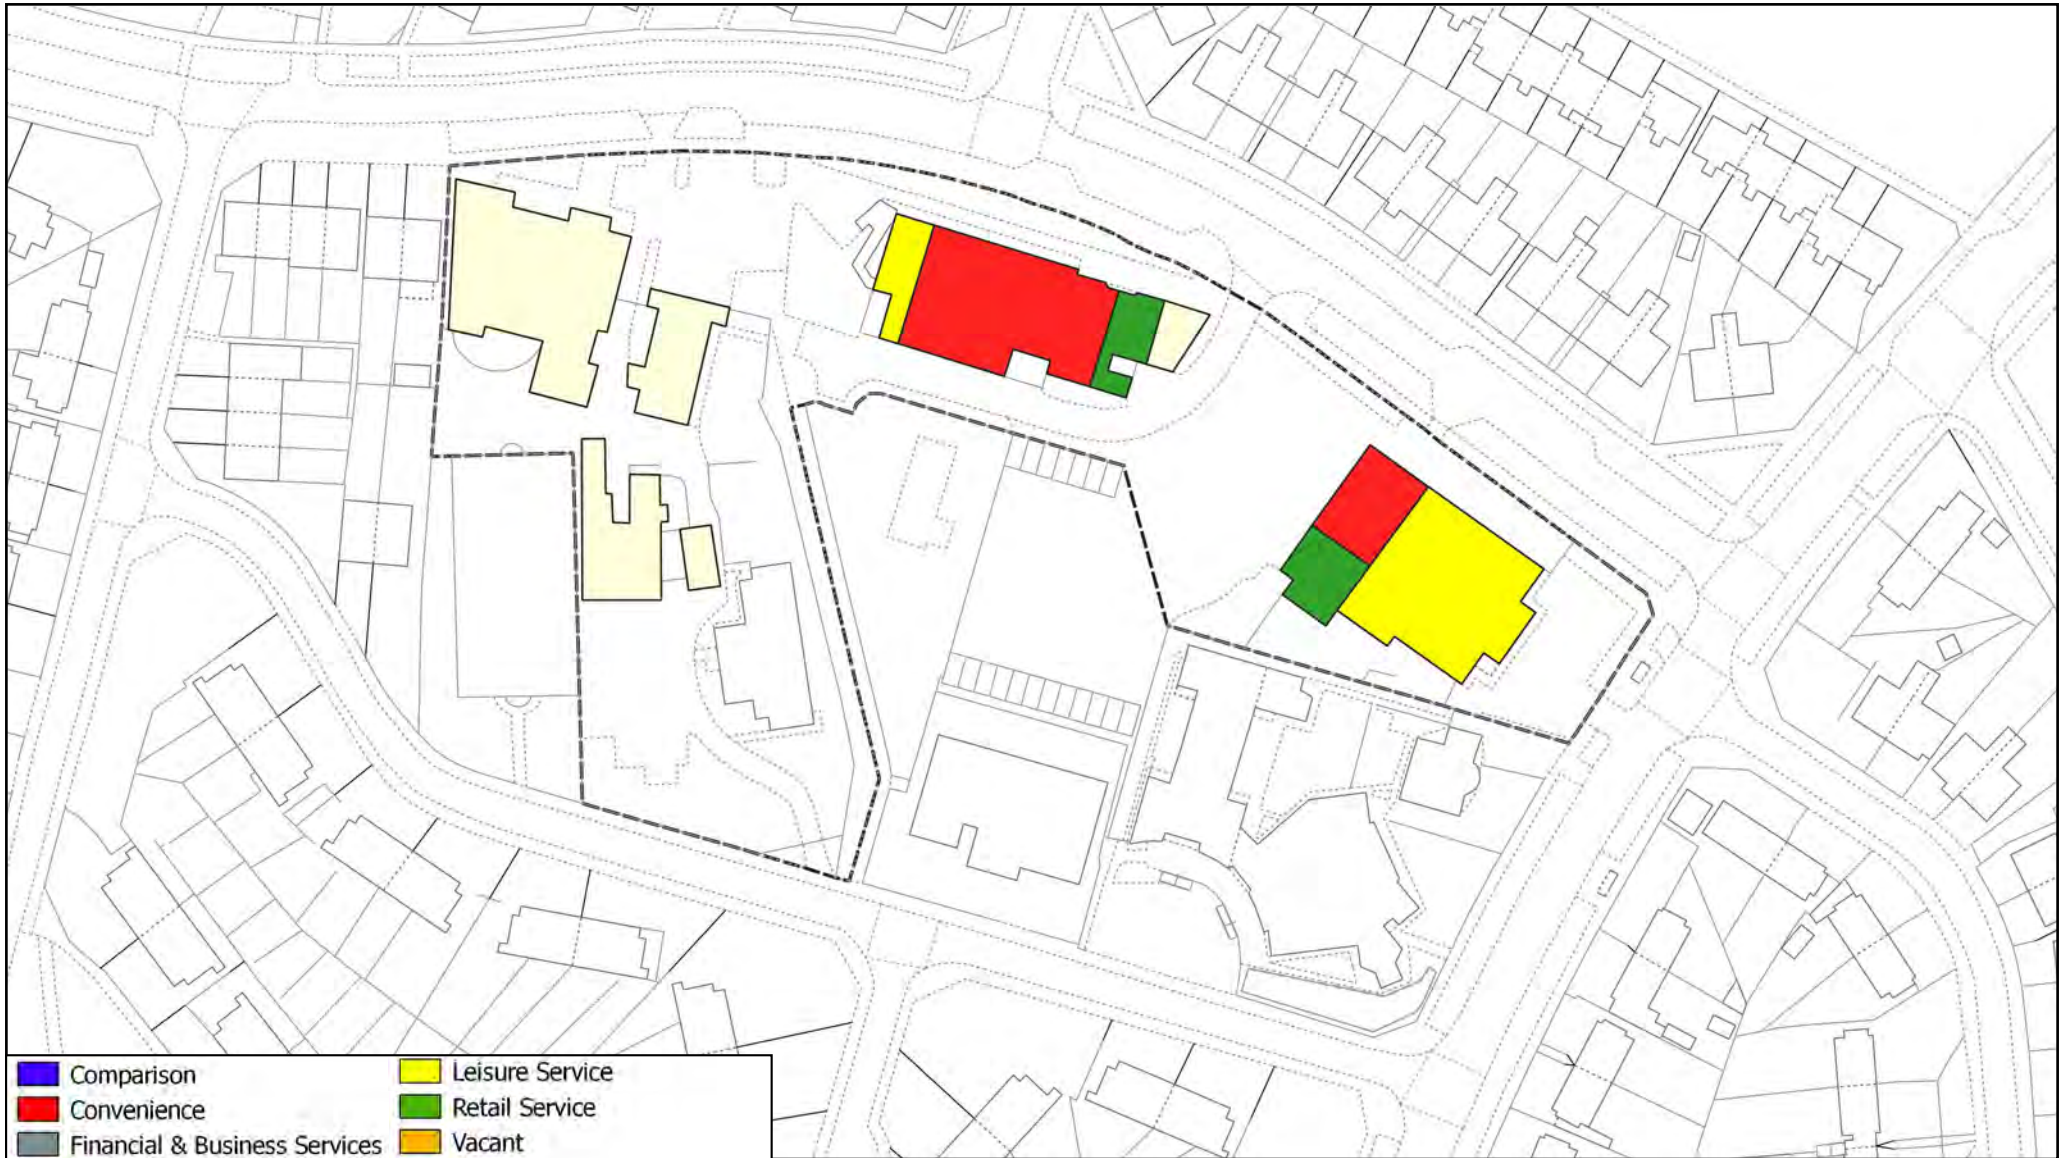 Comparison
Convenience
Financial & Business Services
Leisure Service
Retail Service
Vacant